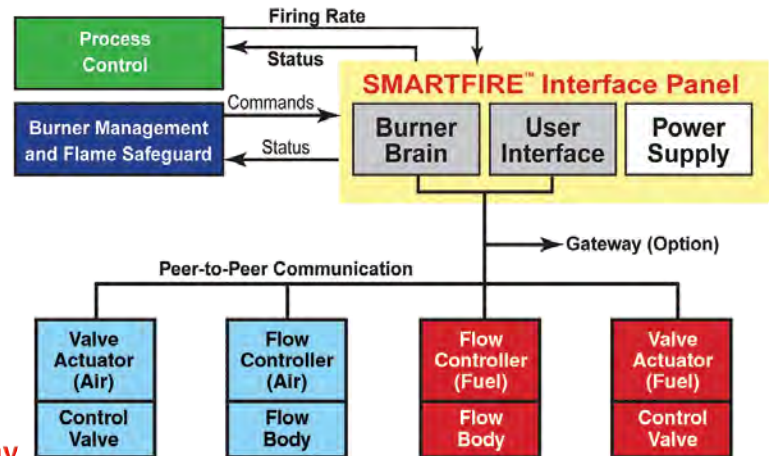 Firing Rate
Process
Control
Status
SMARTFIRE™ Interface Panel
Commands
Burner Management
and Flame Safeguard
Status
Burner
Brain
User
Interface
Power
Supply
Gateway (Option)
Peer-to-Peer Communication
Valve
Actuator
(Air)
Control
Valve
Flow
Controller
(Air)
Flow
Body
Flow
Controller
(Fuel)
Flow
Body
Valve
Actuator
(Fuel)
Control
Valve